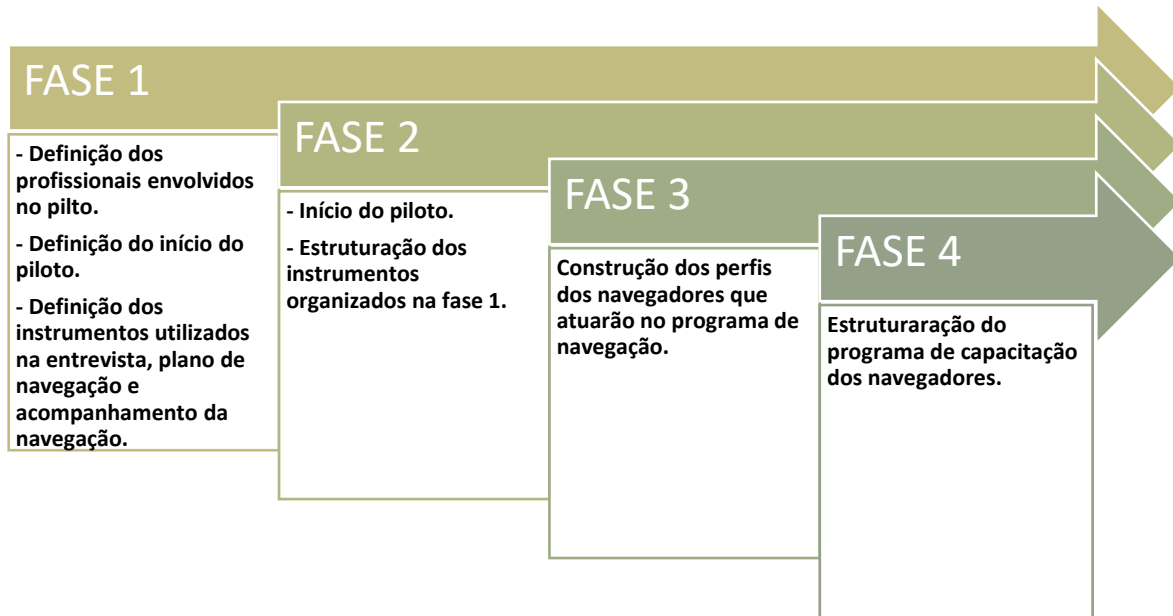 FASE 1
- Definição dos
profissionais envolvidos
no pilto.
- Definição do início do
piloto.
- Definição dos
instrumentos utilizados
na entrevista, plano de
navegação e
acompanhamento da
navegação.
FASE 2
- Início do piloto.
- Estruturação dos
instrumentos
organizados na fase 1.
FASE 3
Construção dos perfis
dos navegadores que
atuarão no programa de
navegação.
FASE 4
Estruturaração do
programa de capacitação
dos navegadores.